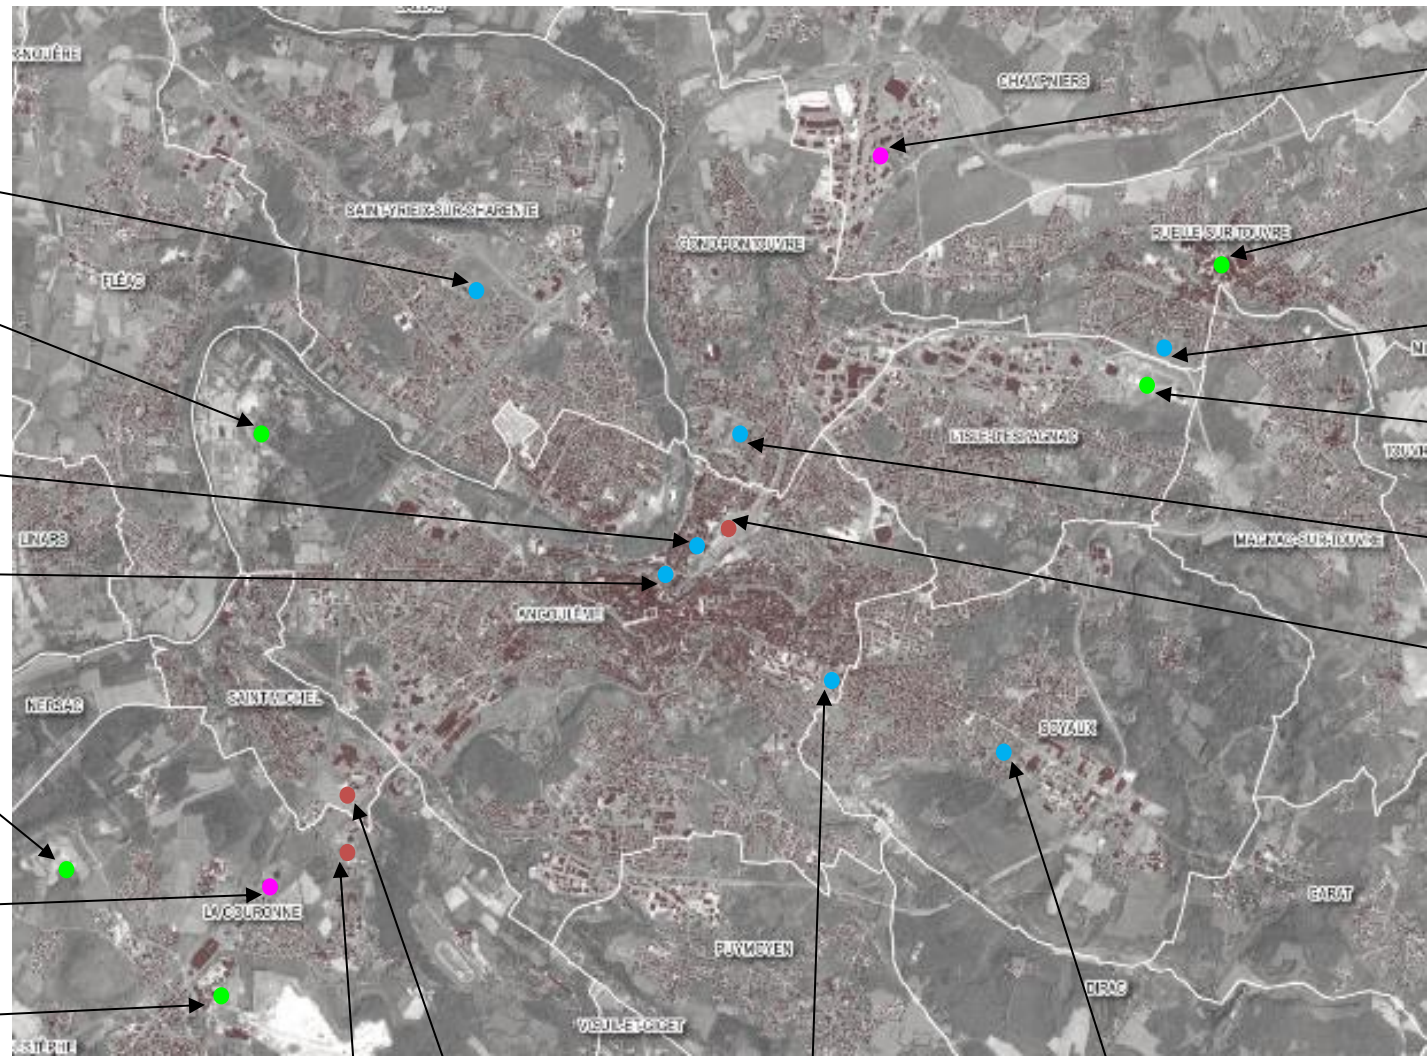 CHAMPNIERS
SAINT-YRIEIX-SUR-CHARENTE
RUELLE-SUR-TOUVRE
GOND-PONTOUVRE
FLÉAC
L'ISLE-D'ESPAGNAC
LINARS
MAGNAC-SUR-TOUVRE
ANGOULÊME
SAINT-MICHEL
NERSAC
SOYAUX
GARAT
LA COURONNE
PUYMOYEN
DIRAC
VOEUIL-ET-GIGET